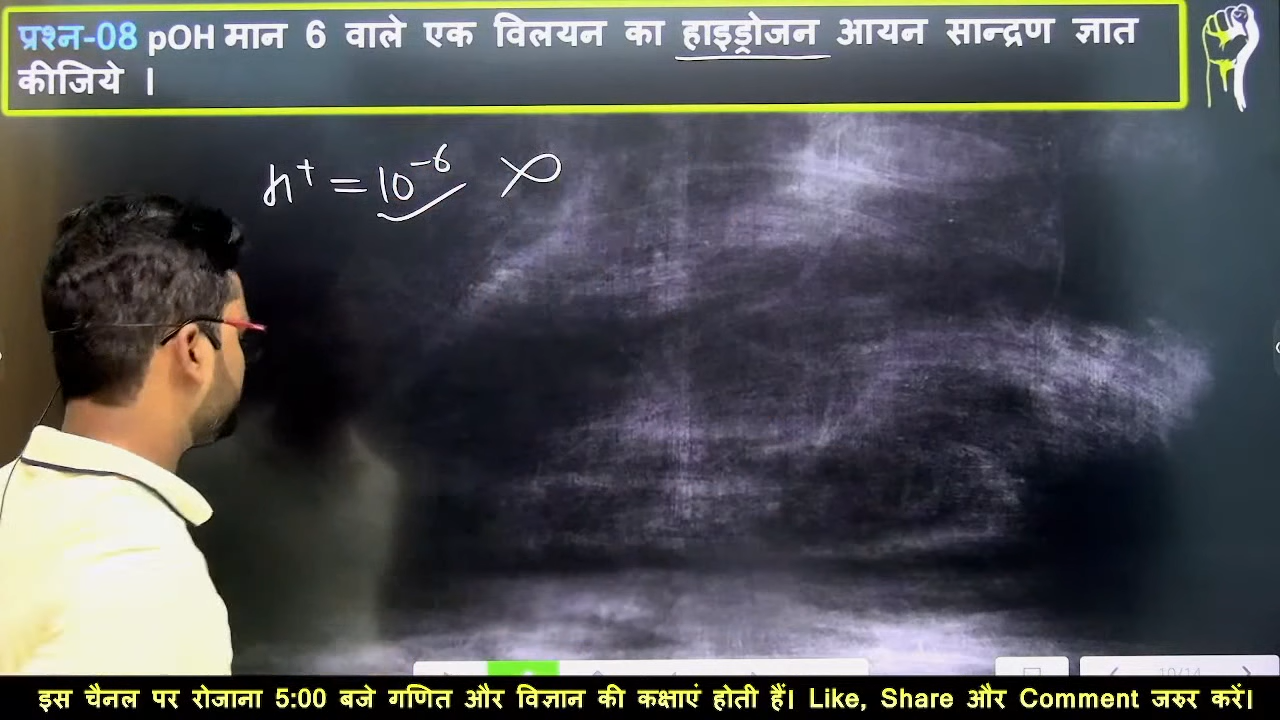 प्रश्न-08 pOH मान 6 वाले एक विलयन का हाइड्रोजन आयन सान्द्रण ज्ञात
कीजिये ।
h⁺ = 10⁻⁶
इस चैनल पर रोजाना 5:00 बजे गणित और विज्ञान की कक्षाएं होती हैं। Like, Share और Comment जरुर करें।